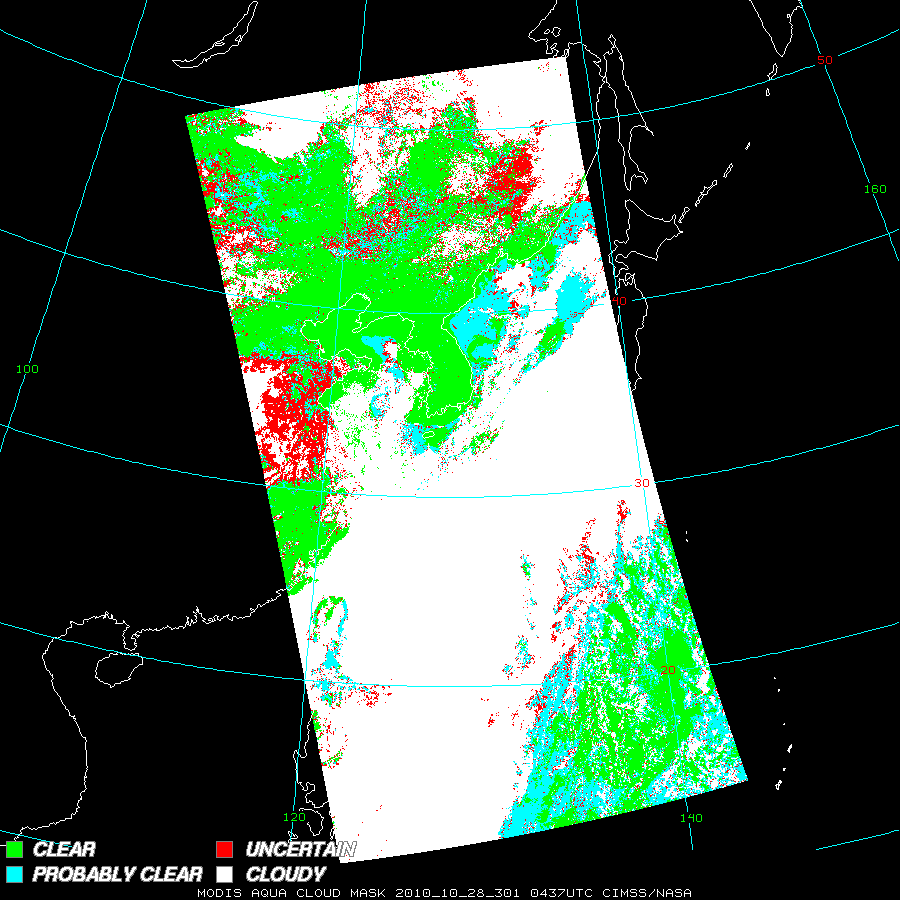 50
160
40
100
30
20
120
140
CLEAR UNCERTAIN
PROBABLY CLEAR CLOUDY
MODIS AQUA CLOUD MASK 2010_10_28_301 0437UTC CIMSS/NASA